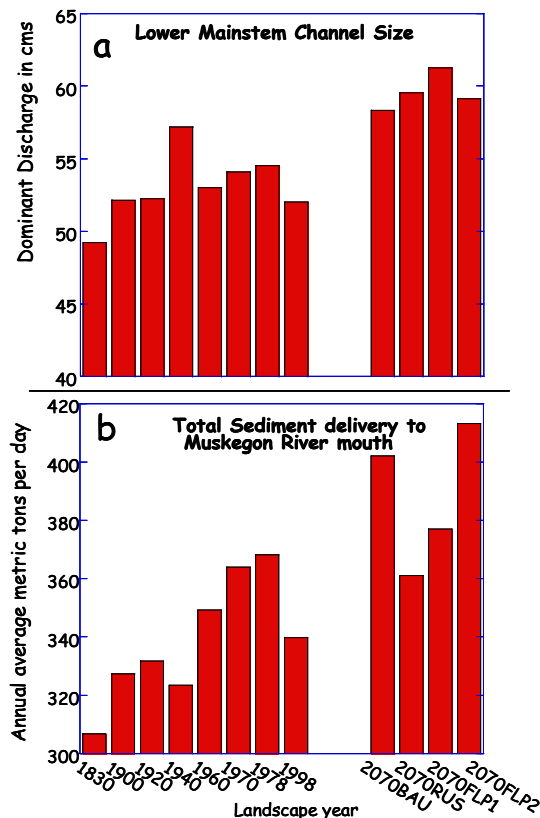 a
Lower Mainstem Channel Size
Dominant Discharge in cms
65
60
55
50
45
40
b
Total Sediment delivery to
Muskegon River mouth
Annual average metric tons per day
420
400
380
360
340
320
300
1830
1900
1920
1940
1960
1970
1978
1998
2070BAU
2070RUS
2070FLP1
2070FLP2
Landscape year